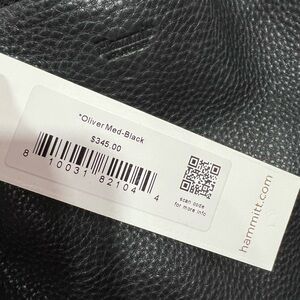 *Oliver Med-Black
$345.00
8 10031 82104 4
scan code
for more info
hammitt.com